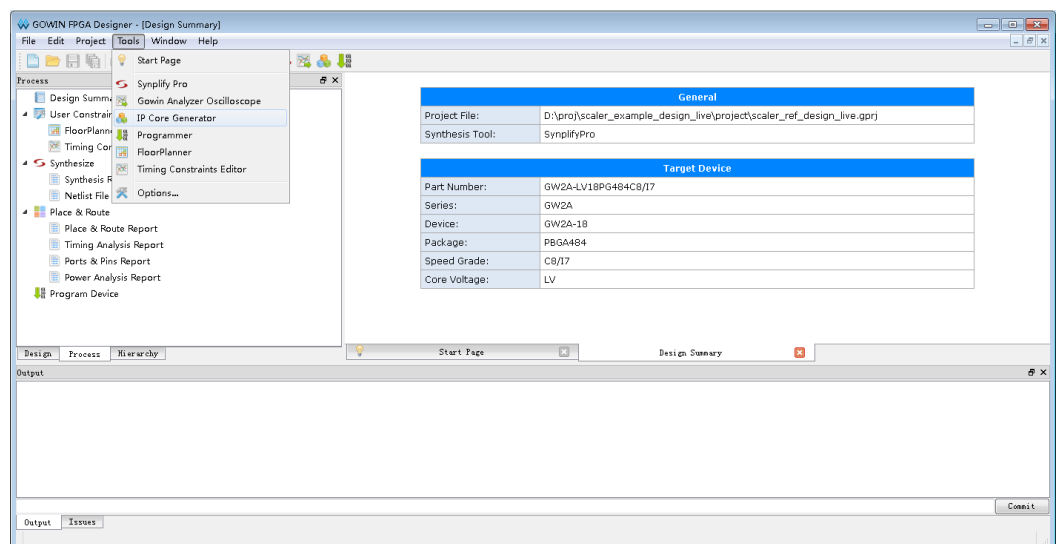 GOWIN FPGA Designer - [Design Summary]
File Edit Project Tools Window Help
Start Page
Synplify Pro
Gowin Analyzer Oscilloscope
IP Core Generator
Programmer
FloorPlanner
Timing Constraints Editor
Options...
Process
Design Summa
User Constrain
FloorPlann
Timing Con
Synthesize
Synthesis R
Netlist File
Place & Route
Place & Route Report
Timing Analysis Report
Ports & Pins Report
Power Analysis Report
Program Device
Design Process Hierarchy
General
Project File: D:\proj\scaler_example_design_live\project\scaler_ref_design_live.gprj
Synthesis Tool: SynplifyPro
Target Device
Part Number: GW2A-LV18PG484C8/I7
Series: GW2A
Device: GW2A-18
Package: PBGA484
Speed Grade: C8/I7
Core Voltage: LV
Start Page Design Summary
Output
Commit
Output Issues